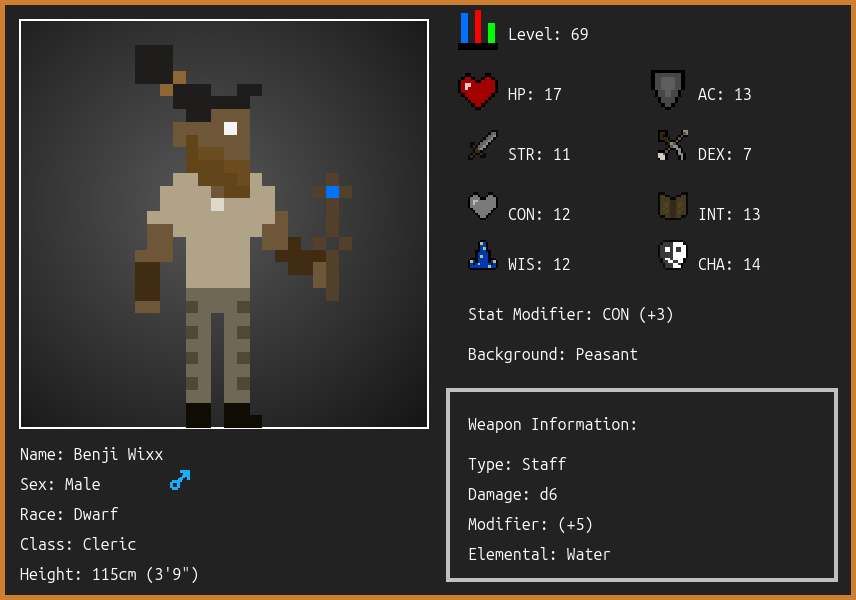 Level: 69
HP: 17
AC: 13
STR: 11
DEX: 7
CON: 12
INT: 13
WIS: 12
CHA: 14
Stat Modifier: CON (+3)
Background: Peasant
Name: Benji Wixx
Sex: Male
Race: Dwarf
Class: Cleric
Height: 115cm (3'9")
Weapon Information:
Type: Staff
Damage: d6
Modifier: (+5)
Elemental: Water